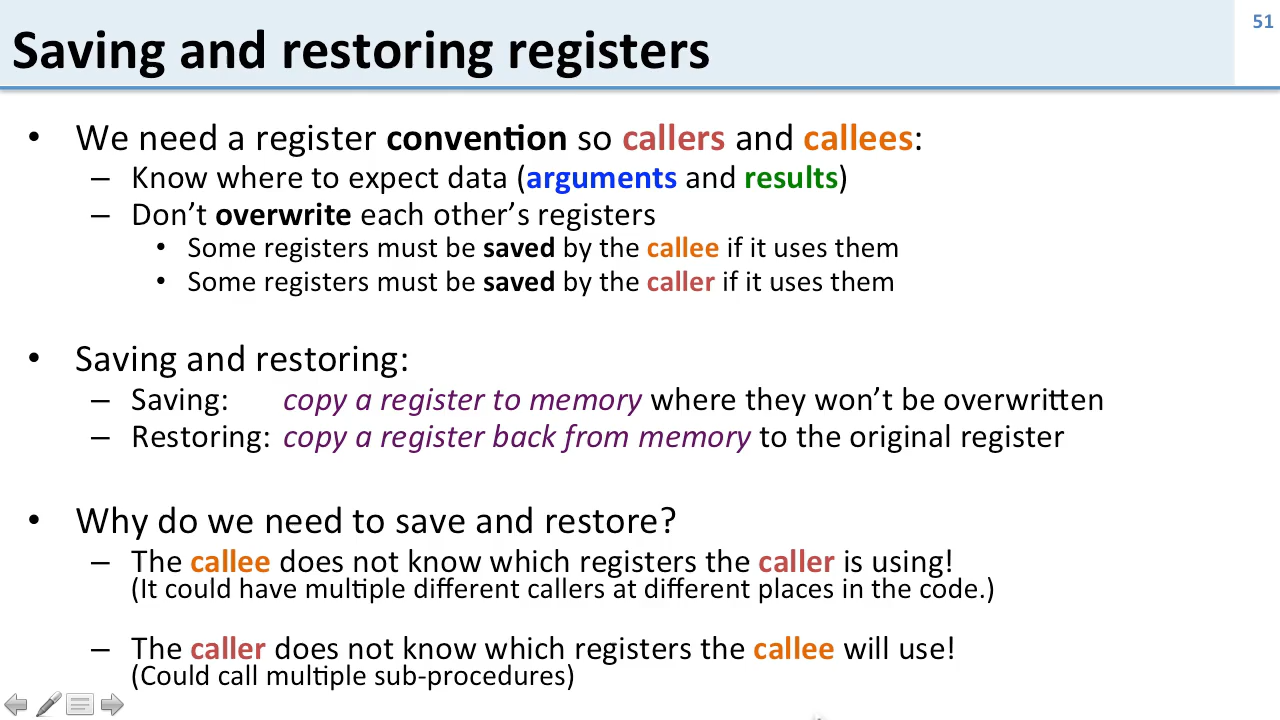 51
Saving and restoring registers
• We need a register convention so callers and callees:
– Know where to expect data (arguments and results)
– Don’t overwrite each other’s registers
• Some registers must be saved by the callee if it uses them
• Some registers must be saved by the caller if it uses them
• Saving and restoring:
– Saving: copy a register to memory where they won’t be overwritten
– Restoring: copy a register back from memory to the original register
• Why do we need to save and restore?
– The callee does not know which registers the caller is using!
(It could have multiple different callers at different places in the code.)
– The caller does not know which registers the callee will use!
(Could call multiple sub-procedures)